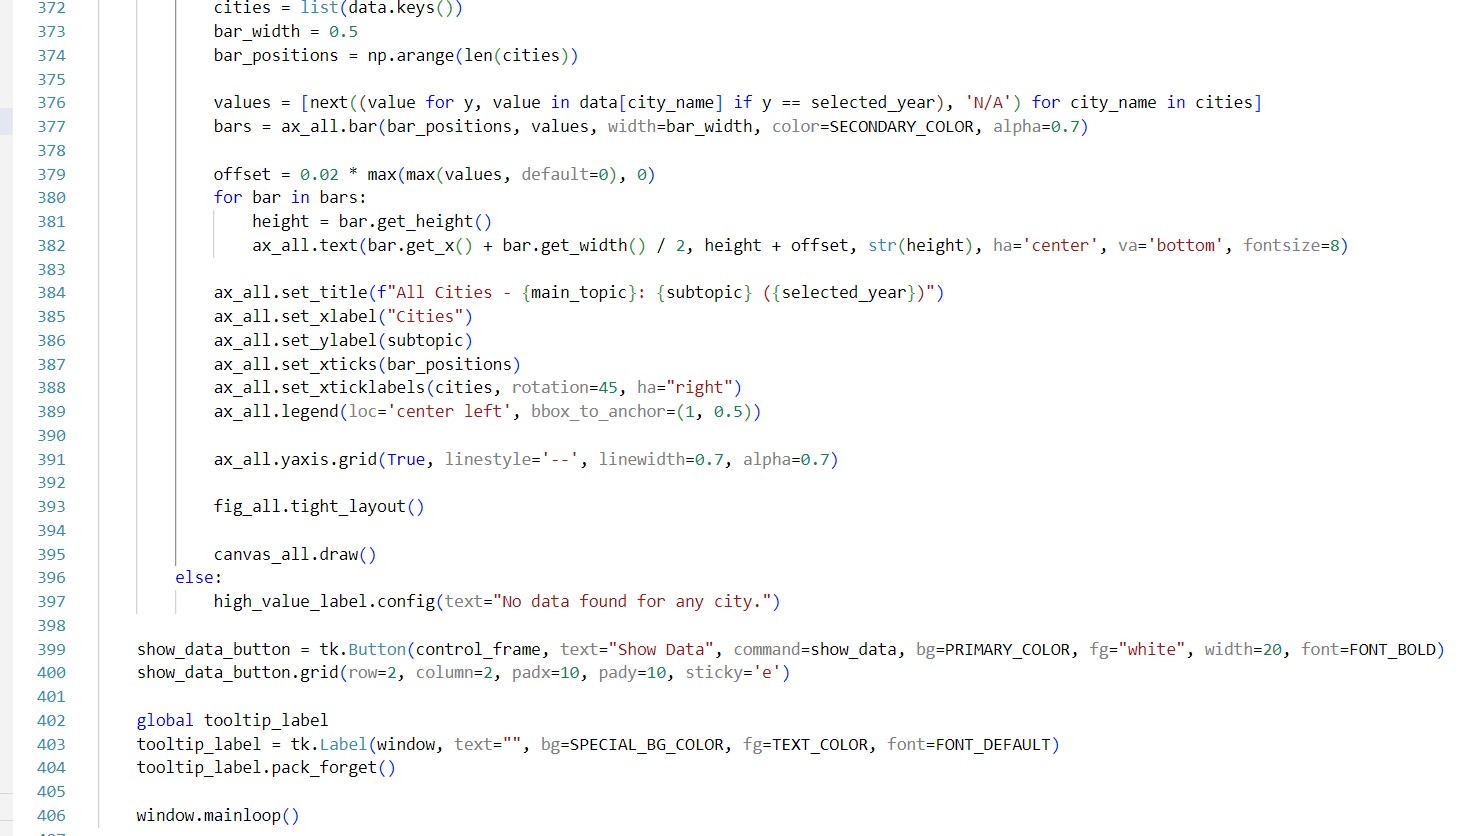 372 cities = list(data.keys())
373 bar_width = 0.5
374 bar_positions = np.arange(len(cities))
375
376 values = [next((value for y, value in data[city_name] if y == selected_year), 'N/A') for city_name in cities]
377 bars = ax_all.bar(bar_positions, values, width=bar_width, color=SECONDARY_COLOR, alpha=0.7)
378
379 offset = 0.02 * max(max(values, default=0), 0)
380 for bar in bars:
381 height = bar.get_height()
382 ax_all.text(bar.get_x() + bar.get_width() / 2, height + offset, str(height), ha='center', va='bottom', fontsize=8)
383
384 ax_all.set_title(f"All Cities - {main_topic}: {subtopic} ({selected_year})")
385 ax_all.set_xlabel("Cities")
386 ax_all.set_ylabel(subtopic)
387 ax_all.set_xticks(bar_positions)
388 ax_all.set_xticklabels(cities, rotation=45, ha="right")
389 ax_all.legend(loc='center left', bbox_to_anchor=(1, 0.5))
390
391 ax_all.yaxis.grid(True, linestyle='--', linewidth=0.7, alpha=0.7)
392
393 fig_all.tight_layout()
394
395 canvas_all.draw()
396 else:
397 high_value_label.config(text="No data found for any city.")
398
399 show_data_button = tk.Button(control_frame, text="Show Data", command=show_data, bg=PRIMARY_COLOR, fg="white", width=20, font=FONT_BOLD)
400 show_data_button.grid(row=2, column=2, padx=10, pady=10, sticky='e')
401
402 global tooltip_label
403 tooltip_label = tk.Label(window, text="", bg=SPECIAL_BG_COLOR, fg=TEXT_COLOR, font=FONT_DEFAULT)
404 tooltip_label.pack_forget()
405
406 window.mainloop()